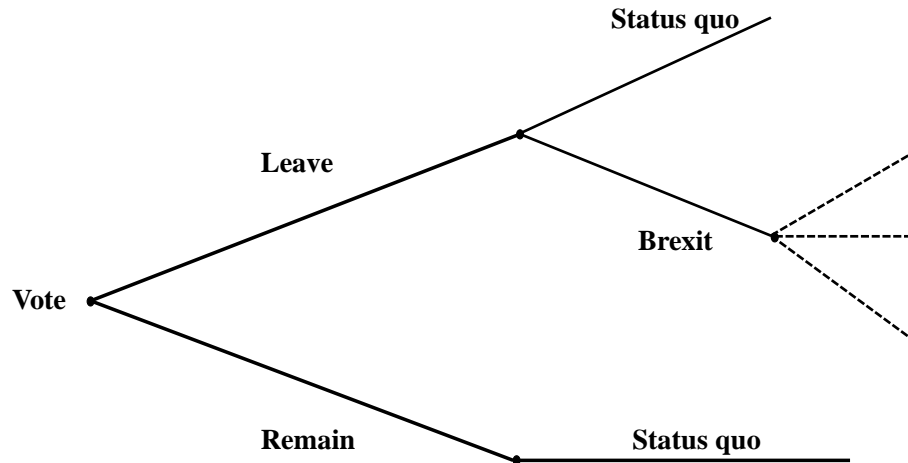 Status quo
Leave
Brexit
Vote
Remain
Status quo